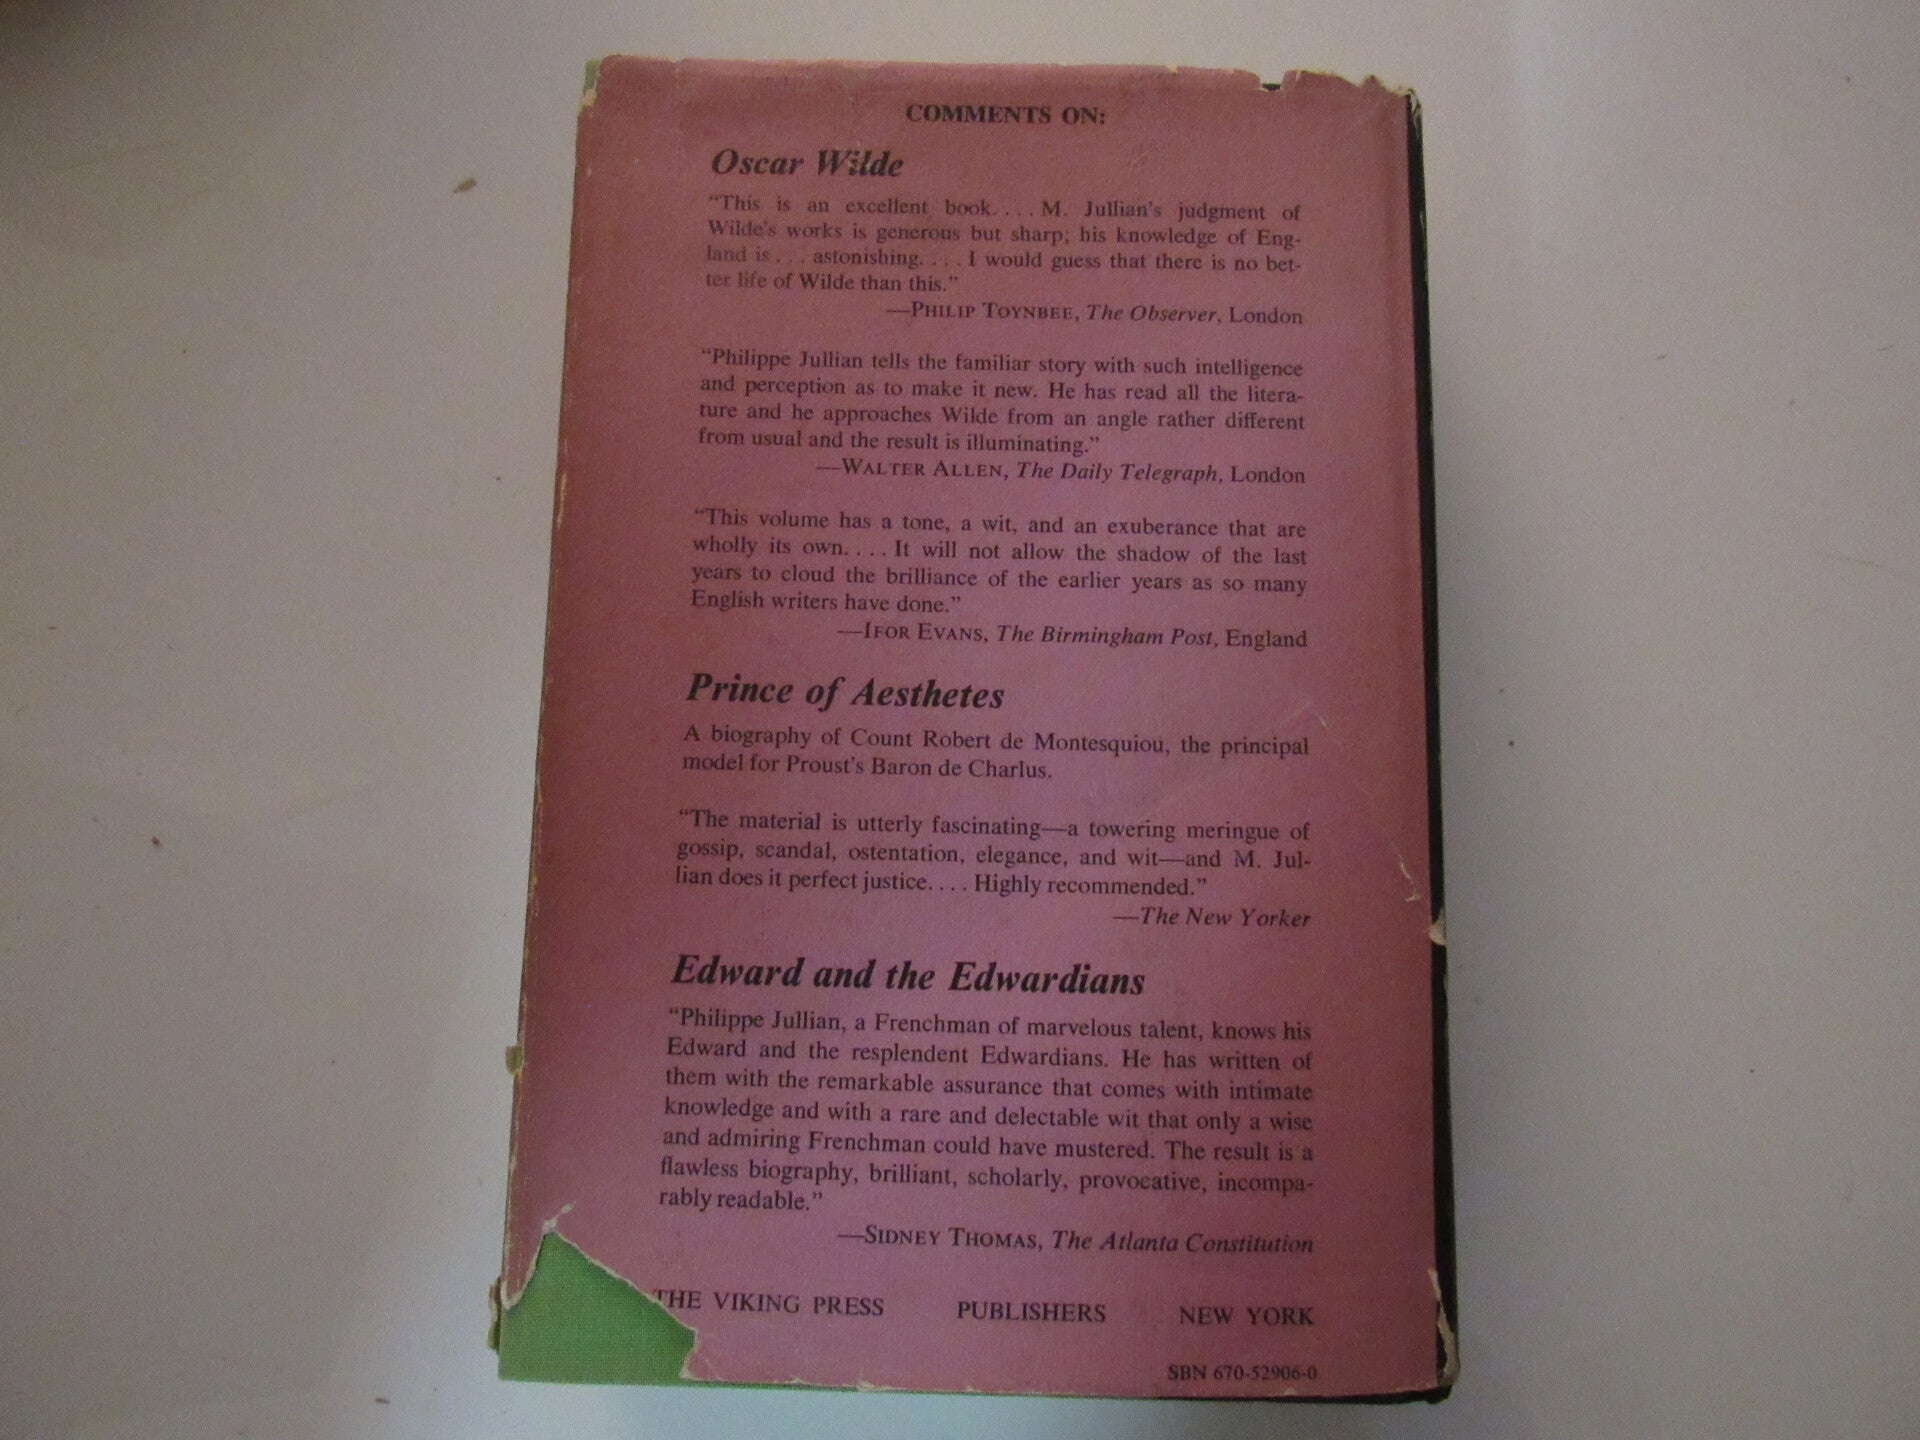 COMMENTS ON:
Oscar Wilde
"This is an excellent book.... M. Jullian's judgment of
Wilde's works is generous but sharp; his knowledge of Eng-
land is... astonishing.... I would guess that there is no bet-
ter life of Wilde than this."
—PHILIP TOYNBEE, The Observer, London
"Philippe Jullian tells the familiar story with such intelligence
and perception as to make it new. He has read all the litera-
ture and he approaches Wilde from an angle rather different
from usual and the result is illuminating."
—WALTER ALLEN, The Daily Telegraph, London
"This volume has a tone, a wit, and an exuberance that are
wholly its own.... It will not allow the shadow of the last
years to cloud the brilliance of the earlier years as so many
English writers have done."
—IFOR EVANS, The Birmingham Post, England
Prince of Aesthetes
A biography of Count Robert de Montesquiou, the principal
model for Proust's Baron de Charlus.
"The material is utterly fascinating—a towering meringue of
gossip, scandal, ostentation, elegance, and wit—and M. Jul-
lian does it perfect justice.... Highly recommended."
—The New Yorker
Edward and the Edwardians
"Philippe Jullian, a Frenchman of marvelous talent, knows his
Edward and the resplendent Edwardians. He has written of
them with the remarkable assurance that comes with intimate
knowledge and with a rare and delectable wit that only a wise
and admiring Frenchman could have mustered. The result is a
flawless biography, brilliant, scholarly, provocative, incompa-
rably readable."
—SIDNEY THOMAS, The Atlanta Constitution
THE VIKING PRESS PUBLISHERS NEW YORK
SBN 670-52906-0